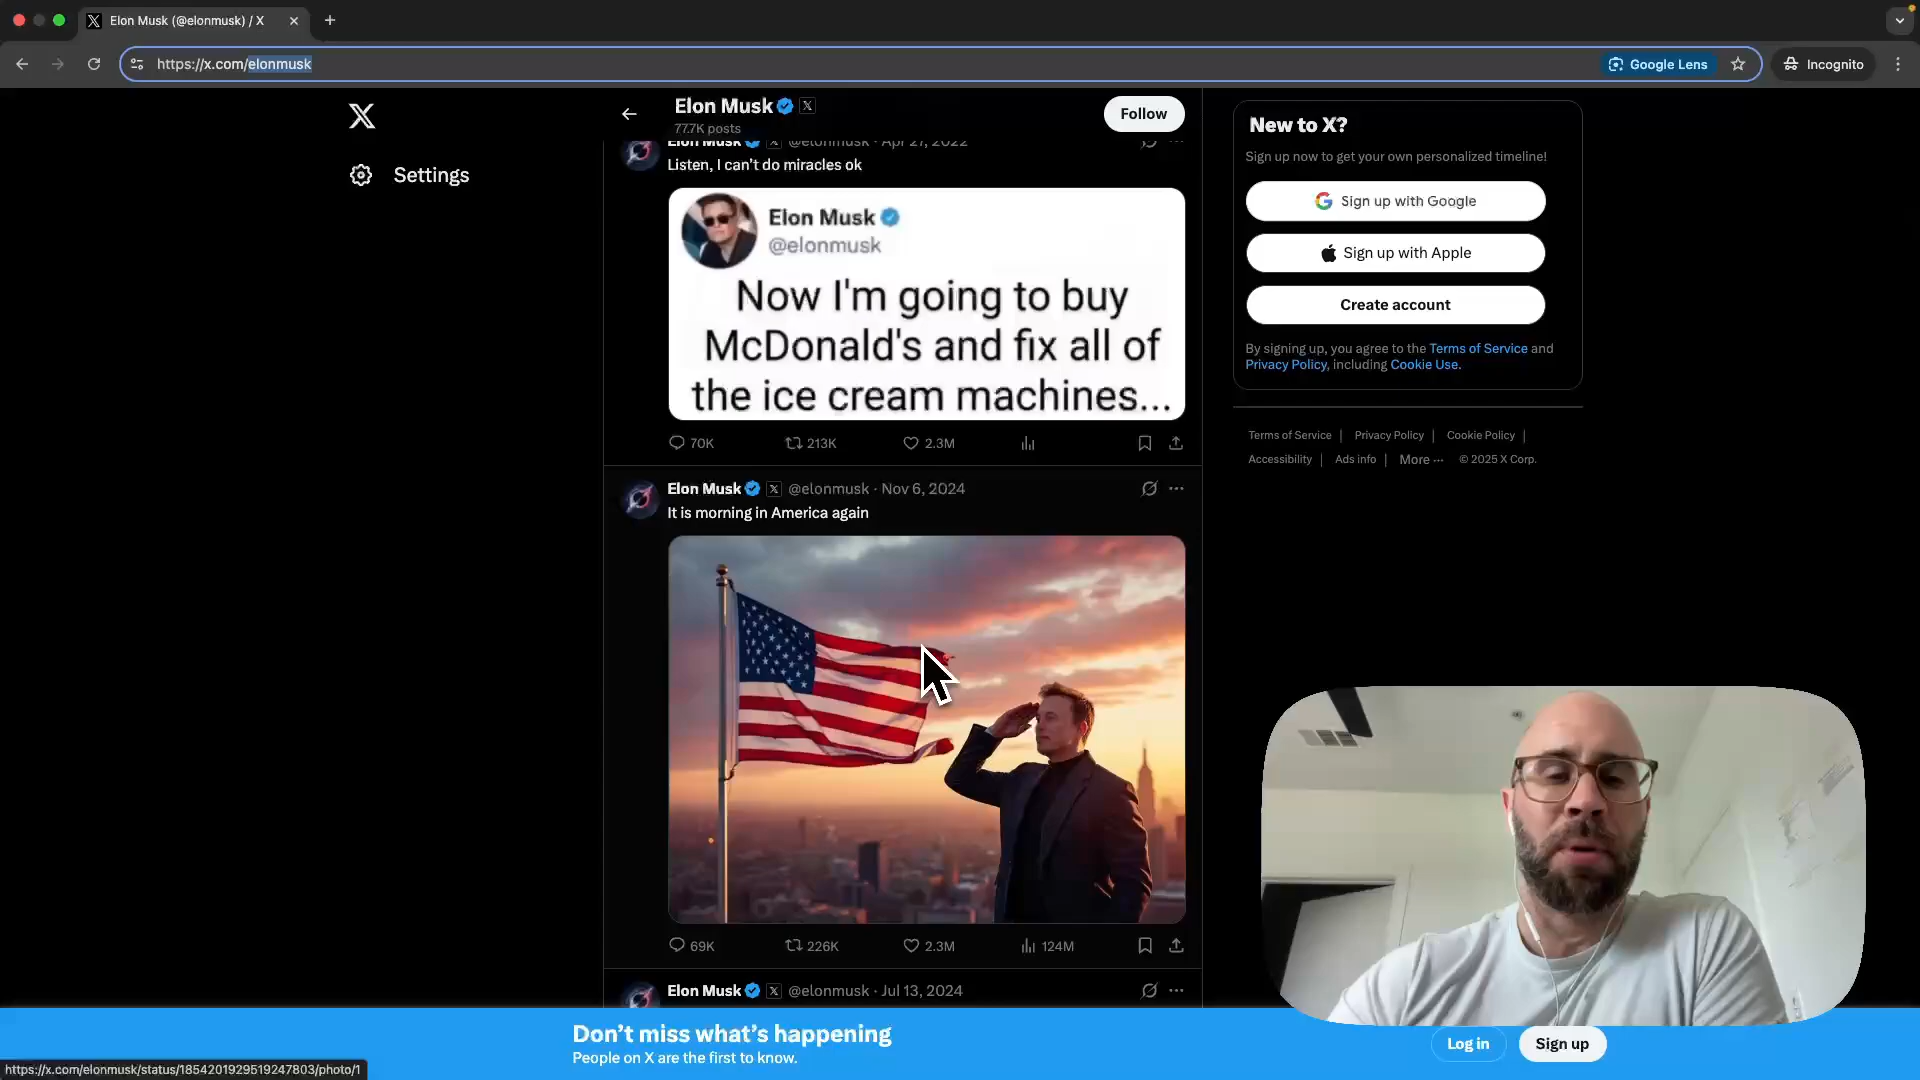 Elon Musk (@elonmusk) / X
https://x.com/elonmusk
Google Lens
Incognito
Settings
Elon Musk
77.7K posts
Follow
Elon Musk @elonmusk · Apr 27, 2022
Listen, I can't do miracles ok
Elon Musk
@elonmusk
Now I'm going to buy
McDonald's and fix all of
the ice cream machines...
70K 213K 2.3M
Elon Musk @elonmusk · Nov 6, 2024
It is morning in America again
69K 226K 2.3M 124M
Elon Musk @elonmusk · Jul 13, 2024
New to X?
Sign up now to get your own personalized timeline!
Sign up with Google
Sign up with Apple
Create account
By signing up, you agree to the Terms of Service and
Privacy Policy, including Cookie Use.
Terms of Service | Privacy Policy | Cookie Policy |
Accessibility | Ads info | More ··· © 2025 X Corp.
Don't miss what's happening
People on X are the first to know.
Log in
Sign up
https://x.com/elonmusk/status/1854201929519247803/photo/1